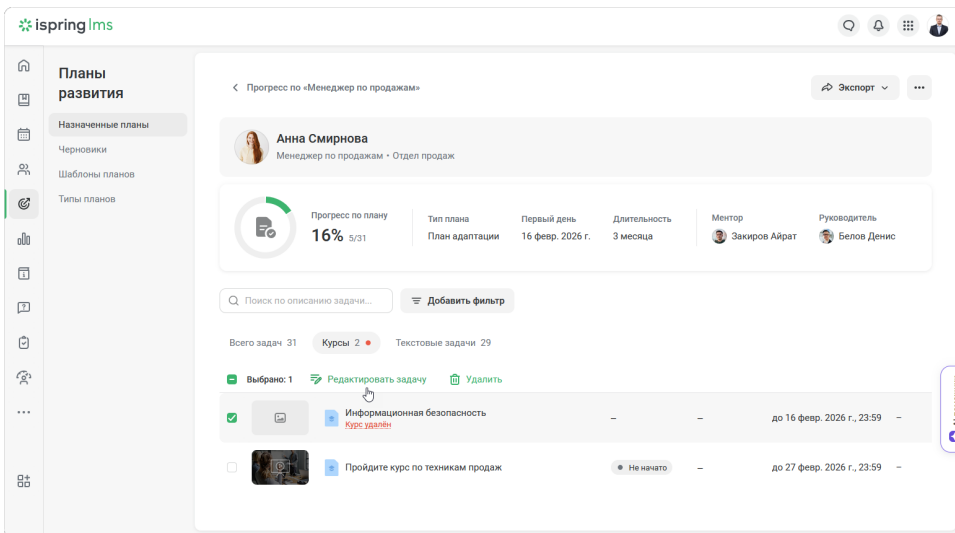 ispring lms
Планы развития
Назначенные планы
Черновики
Шаблоны планов
Типы планов
Прогресс по «Менеджер по продажам»
Экспорт
Анна Смирнова
Менеджер по продажам • Отдел продаж
Прогресс по плану
16% 5/31
Тип плана
План адаптации
Первый день
16 февр. 2026 г.
Длительность
3 месяца
Ментор
Закиров Айрат
Руководитель
Белов Денис
Поиск по описанию задачи...
Добавить фильтр
Всего задач 31
Курсы 2
Текстовые задачи 29
Выбрано: 1
Редактировать задачу
Удалить
Информационная безопасность
Курс удалён
–
–
до 16 февр. 2026 г., 23:59
–
Пройдите курс по техникам продаж
Не начато
–
до 27 февр. 2026 г., 23:59
–